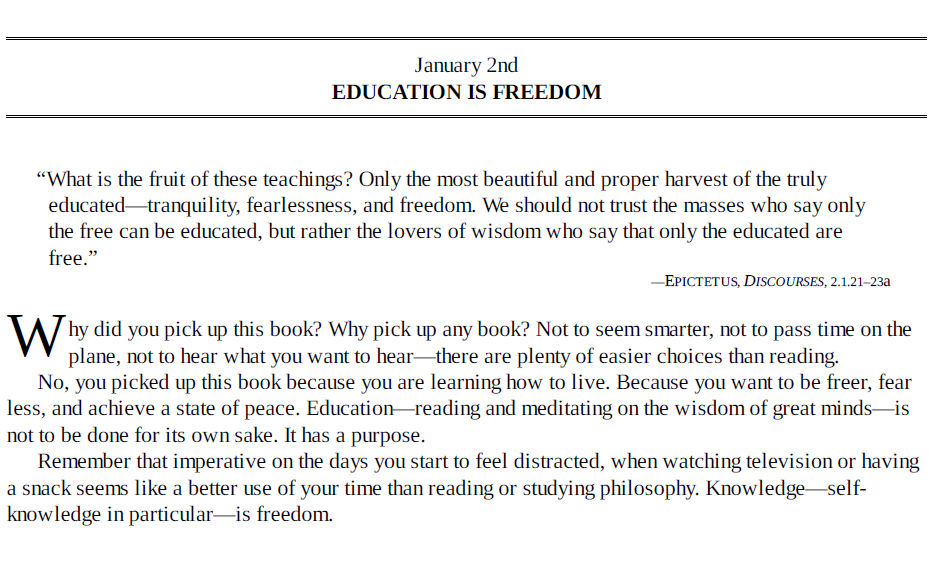 January 2nd
EDUCATION IS FREEDOM
“What is the fruit of these teachings? Only the most beautiful and proper harvest of the truly
educated—tranquility, fearlessness, and freedom. We should not trust the masses who say only
the free can be educated, but rather the lovers of wisdom who say that only the educated are
free.”
—EPICTETUS, DISCOURSES, 2.1.21–23a
Why did you pick up this book? Why pick up any book? Not to seem smarter, not to pass time on the
plane, not to hear what you want to hear—there are plenty of easier choices than reading.
No, you picked up this book because you are learning how to live. Because you want to be freer, fear
less, and achieve a state of peace. Education—reading and meditating on the wisdom of great minds—is
not to be done for its own sake. It has a purpose.
Remember that imperative on the days you start to feel distracted, when watching television or having
a snack seems like a better use of your time than reading or studying philosophy. Knowledge—self-
knowledge in particular—is freedom.